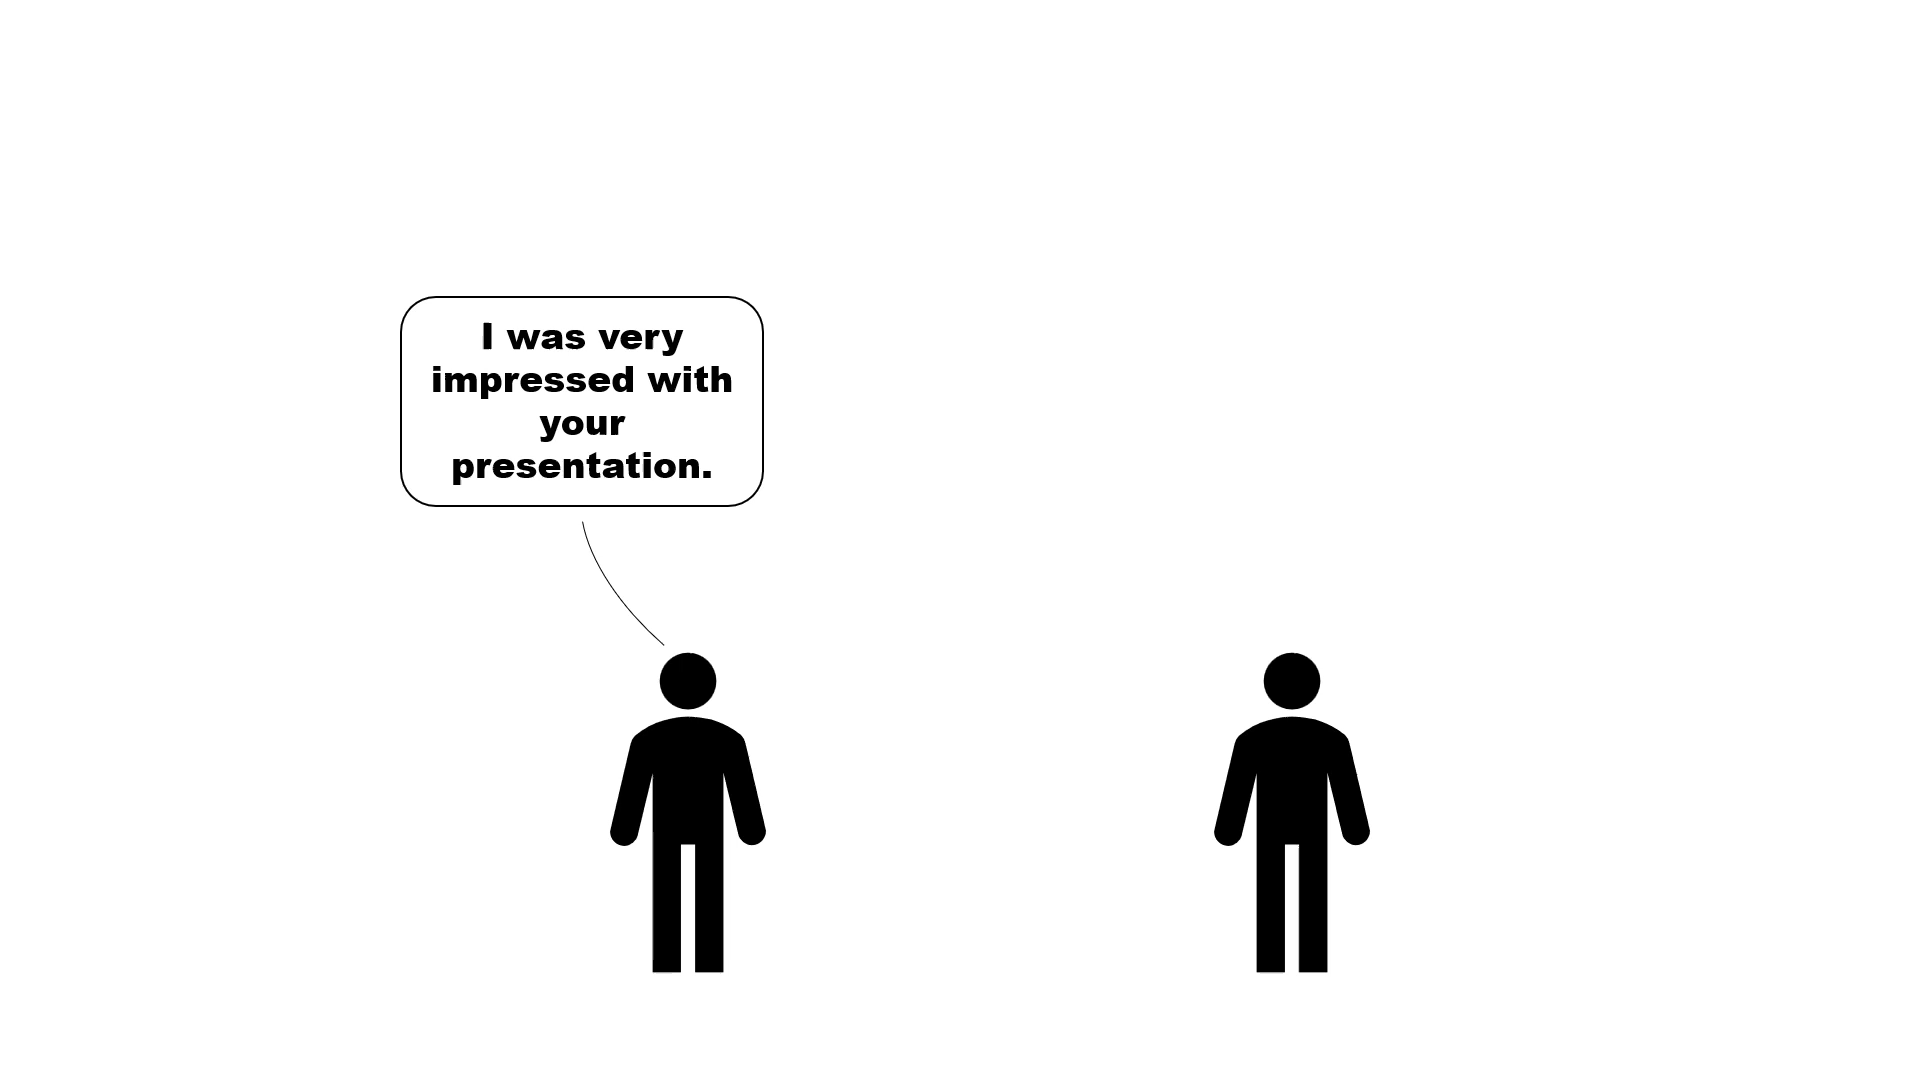 I was very
impressed with
your
presentation.